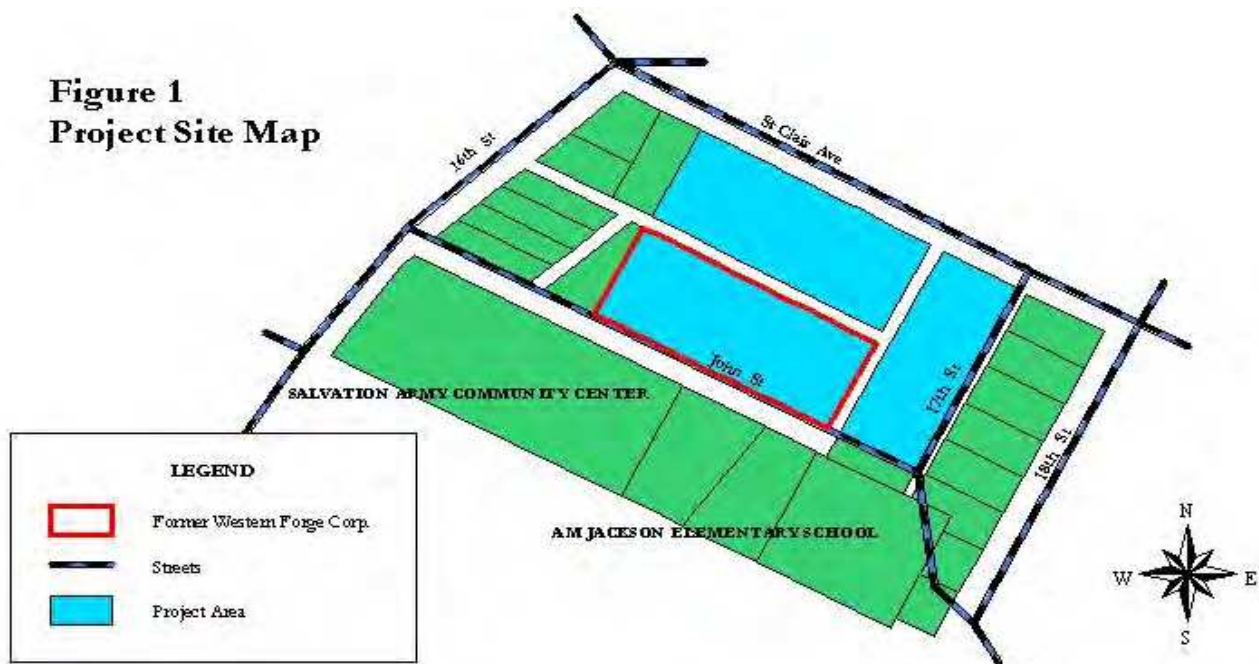 Figure 1
Project Site Map
16th St
St Clair Ave
John St
17th St
18th St
SALVATION ARMY COMMUNITY CENTER
AM JACKSON ELEMENTARY SCHOOL
LEGEND
Former Western Forge Corp.
Streets
Project Area
N
W
E
S